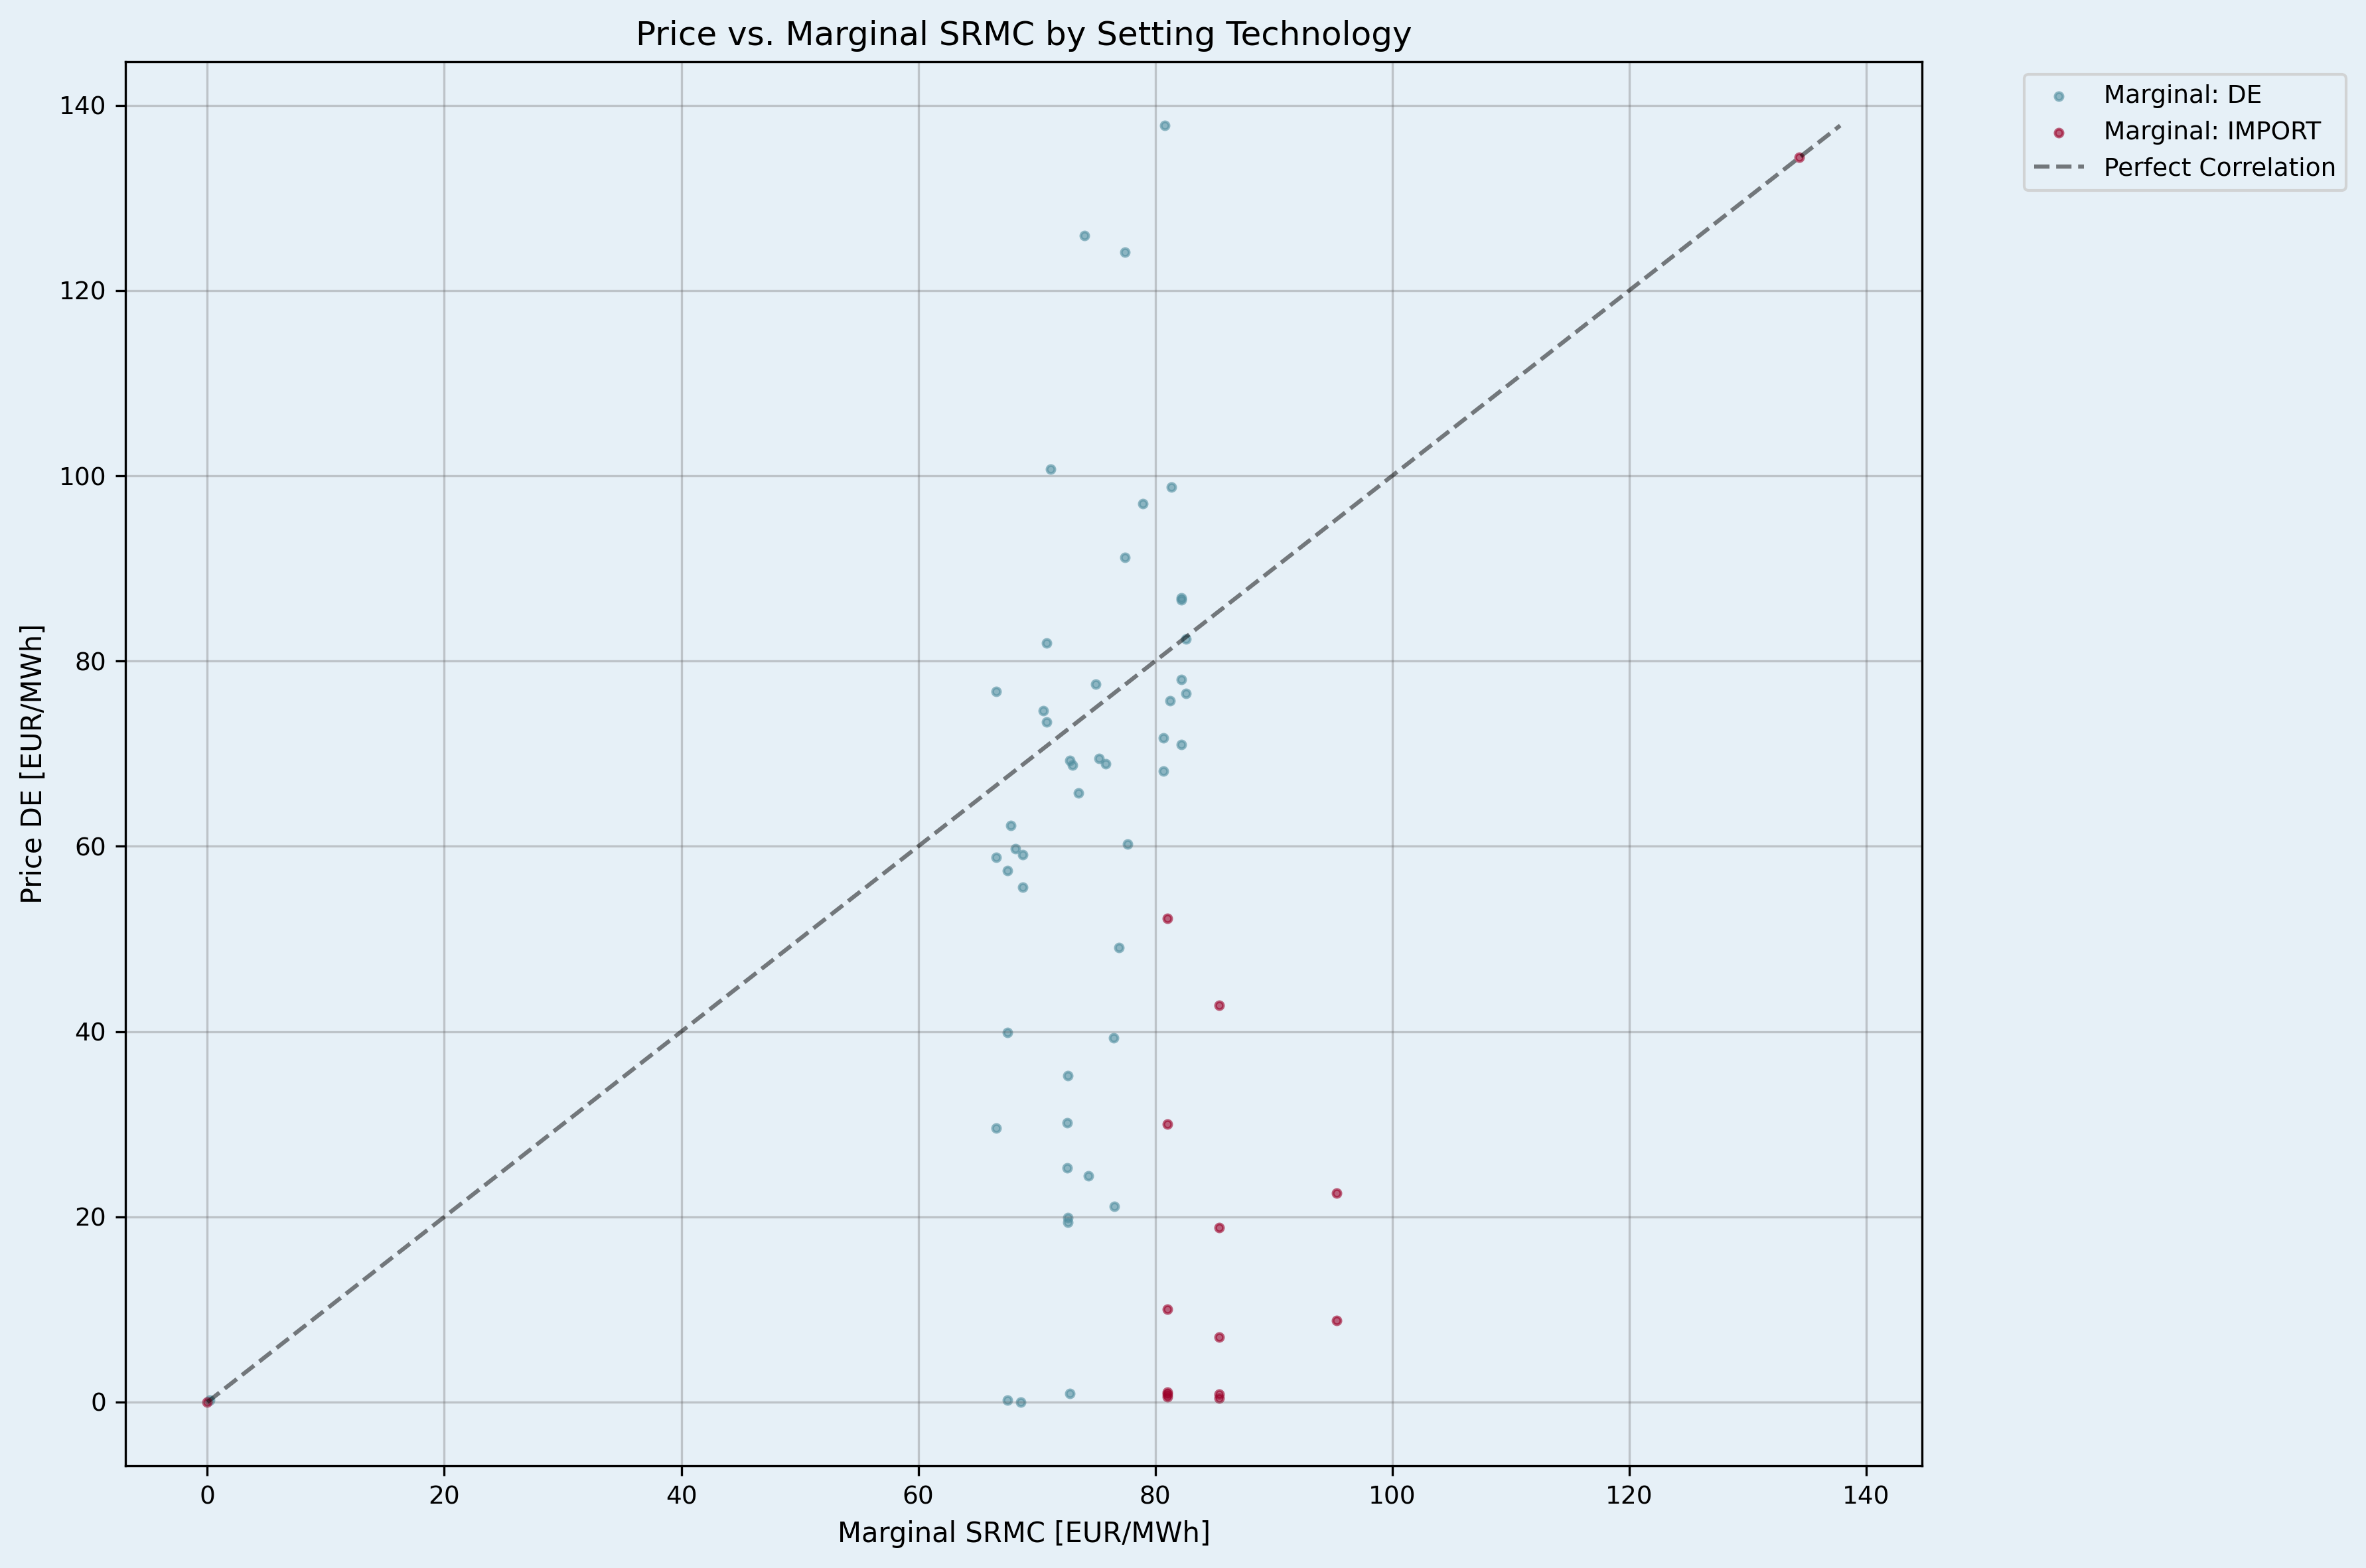 Price vs. Marginal SRMC by Setting Technology
Marginal: DE
Marginal: IMPORT
Perfect Correlation
Price DE [EUR/MWh]
140
120
100
80
60
40
20
0
0 20 40 60 80 100 120 140
Marginal SRMC [EUR/MWh]